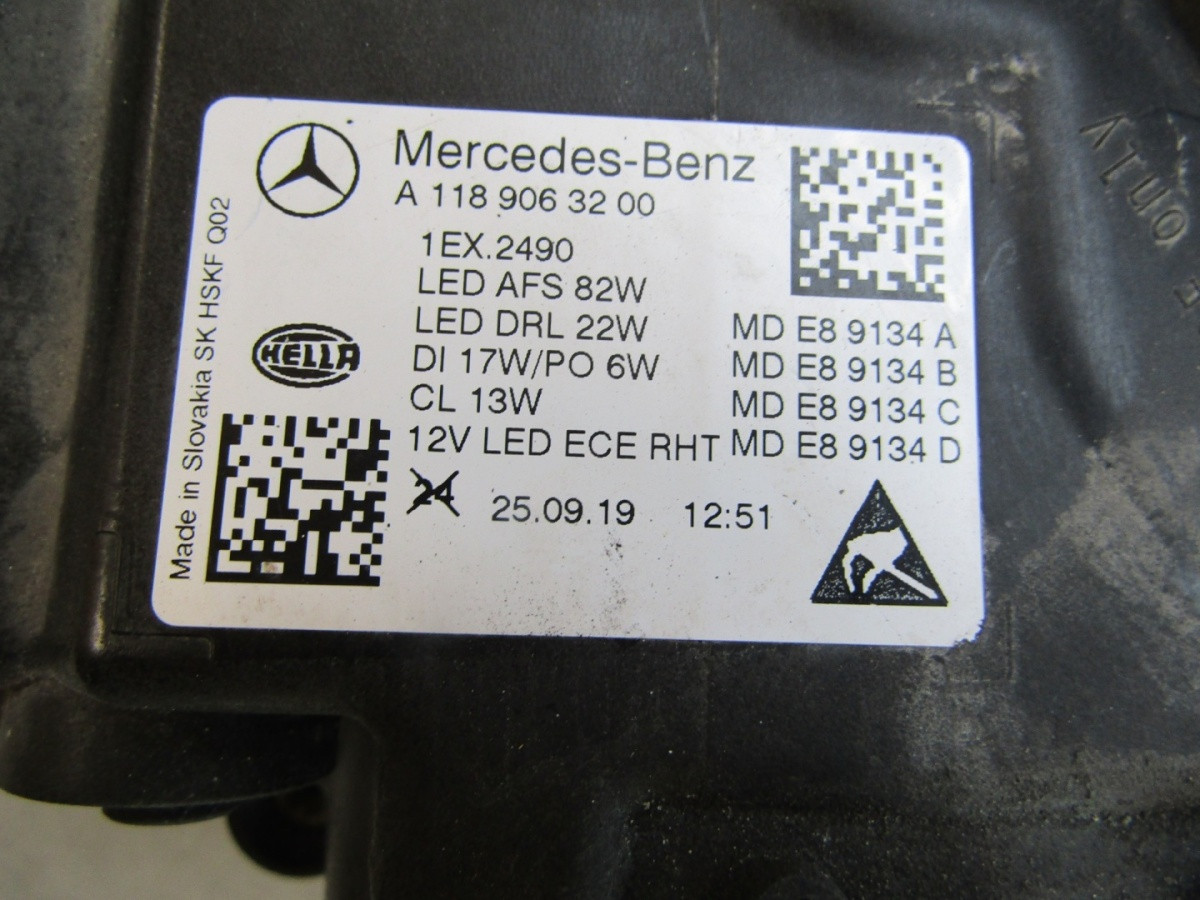 Mercedes-Benz
A 118 906 32 00
1EX.2490
LED AFS 82W
LED DRL 22W MD E8 9134 A
DI 17W/PO 6W MD E8 9134 B
CL 13W MD E8 9134 C
12V LED ECE RHT MD E8 9134 D
24 25.09.19 12:51
HELLA
Made in Slovakia SK HSKF Q02